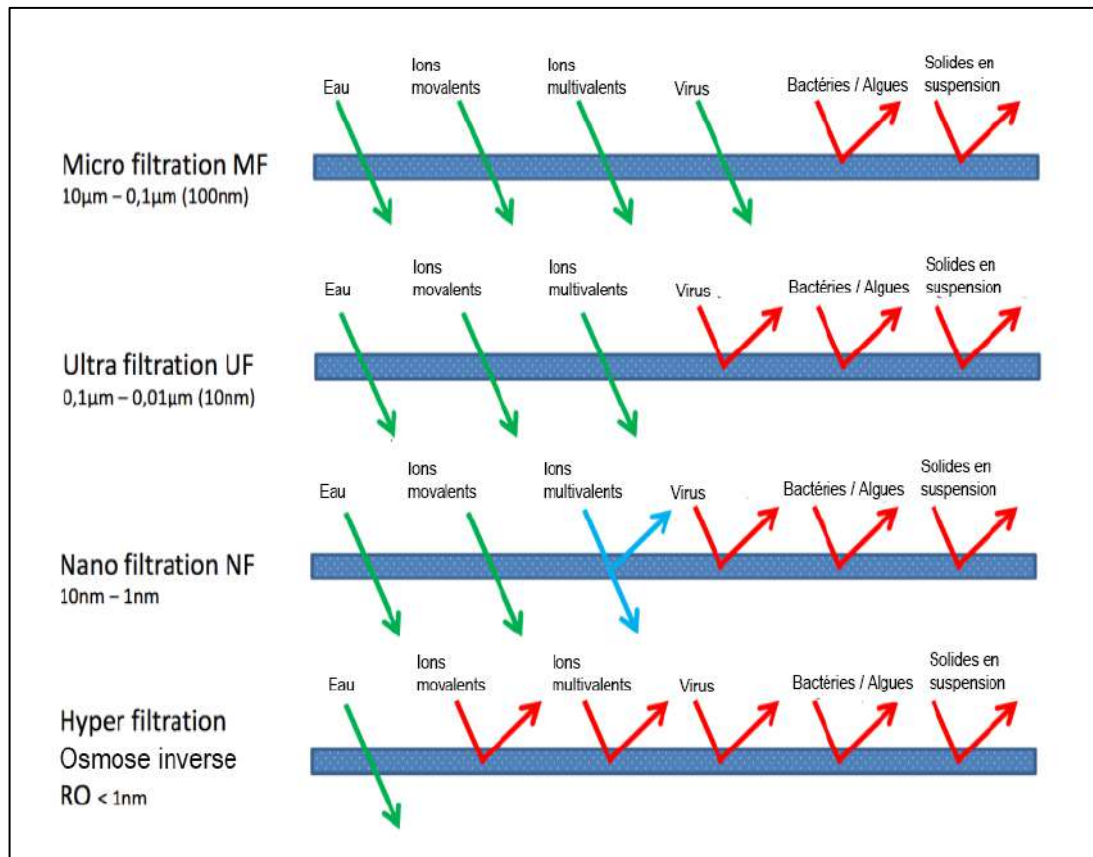 Eau
Ions
movalents
Ions
multivalents
Virus
Bactéries / Algues
Solides en
suspension
Micro filtration MF
10µm – 0,1µm (100nm)
Eau
Ions
movalents
Ions
multivalents
Virus
Bactéries / Algues
Solides en
suspension
Ultra filtration UF
0,1µm – 0,01µm (10nm)
Eau
Ions
movalents
Ions
multivalents
Virus
Bactéries / Algues
Solides en
suspension
Nano filtration NF
10nm – 1nm
Eau
Ions
movalents
Ions
multivalents
Virus
Bactéries / Algues
Solides en
suspension
Hyper filtration
Osmose inverse
RO < 1nm